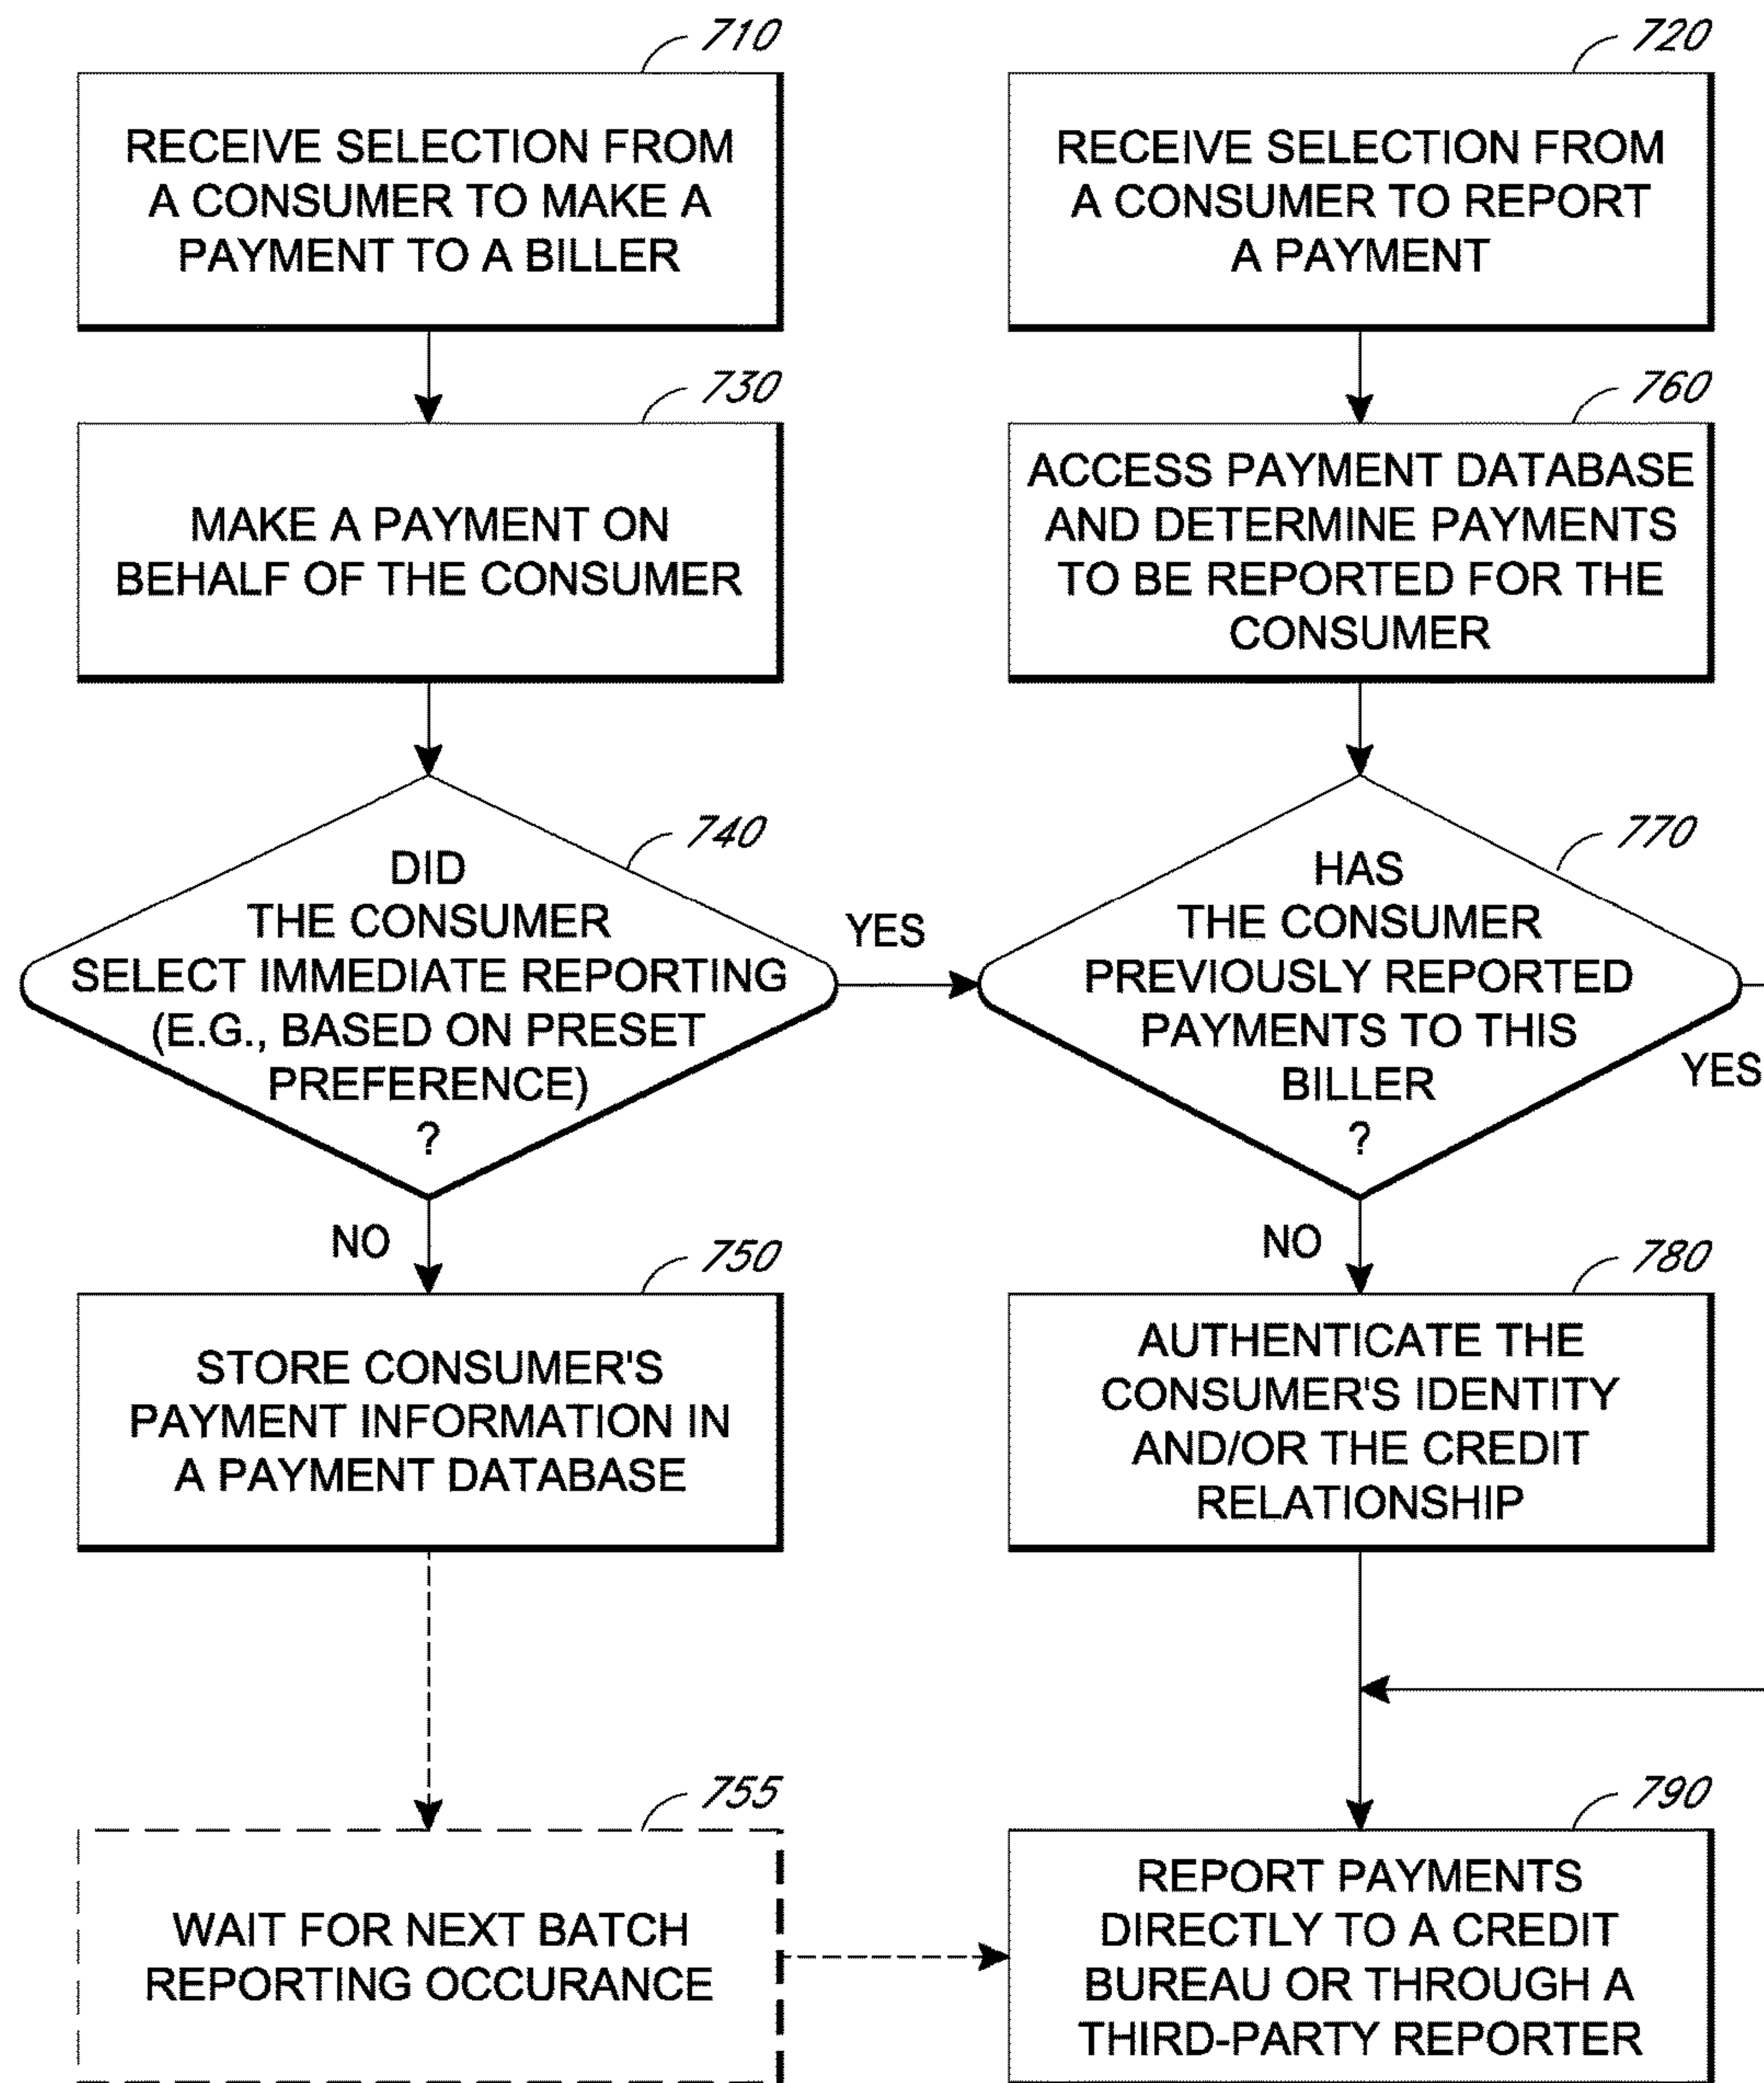 710
RECEIVE SELECTION FROM
A CONSUMER TO MAKE A
PAYMENT TO A BILLER
720
RECEIVE SELECTION FROM
A CONSUMER TO REPORT
A PAYMENT
730
MAKE A PAYMENT ON
BEHALF OF THE CONSUMER
760
ACCESS PAYMENT DATABASE
AND DETERMINE PAYMENTS
TO BE REPORTED FOR THE
CONSUMER
740
DID
THE CONSUMER
SELECT IMMEDIATE REPORTING
(E.G., BASED ON PRESET
PREFERENCE)
?
YES
770
HAS
THE CONSUMER
PREVIOUSLY REPORTED
PAYMENTS TO THIS
BILLER
?
YES
NO
750
STORE CONSUMER'S
PAYMENT INFORMATION IN
A PAYMENT DATABASE
NO
780
AUTHENTICATE THE
CONSUMER'S IDENTITY
AND/OR THE CREDIT
RELATIONSHIP
755
WAIT FOR NEXT BATCH
REPORTING OCCURANCE
790
REPORT PAYMENTS
DIRECTLY TO A CREDIT
BUREAU OR THROUGH A
THIRD-PARTY REPORTER